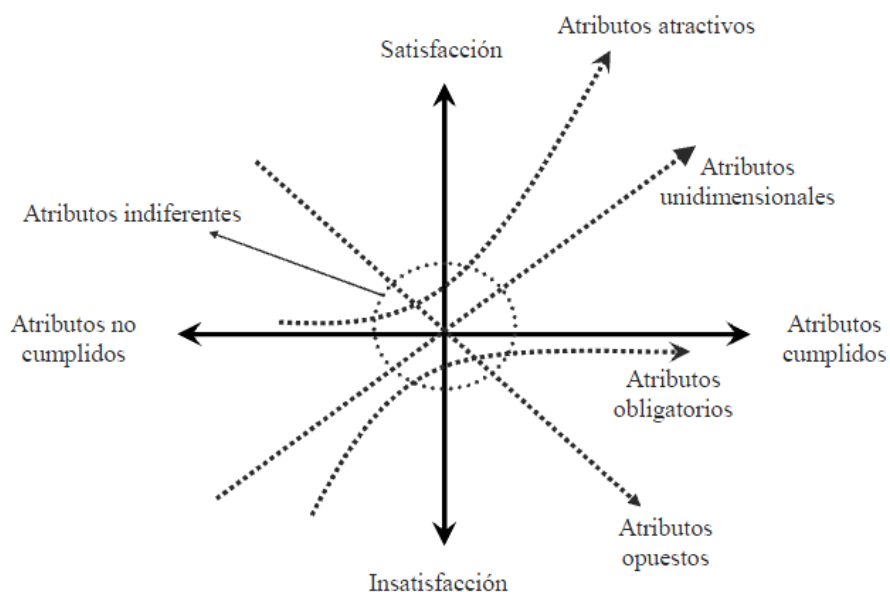 Atributos atractivos
Satisfacción
Atributos
unidimensionales
Atributos indiferentes
Atributos no
cumplidos
Atributos
cumplidos
Atributos
obligatorios
Atributos
opuestos
Insatisfacción